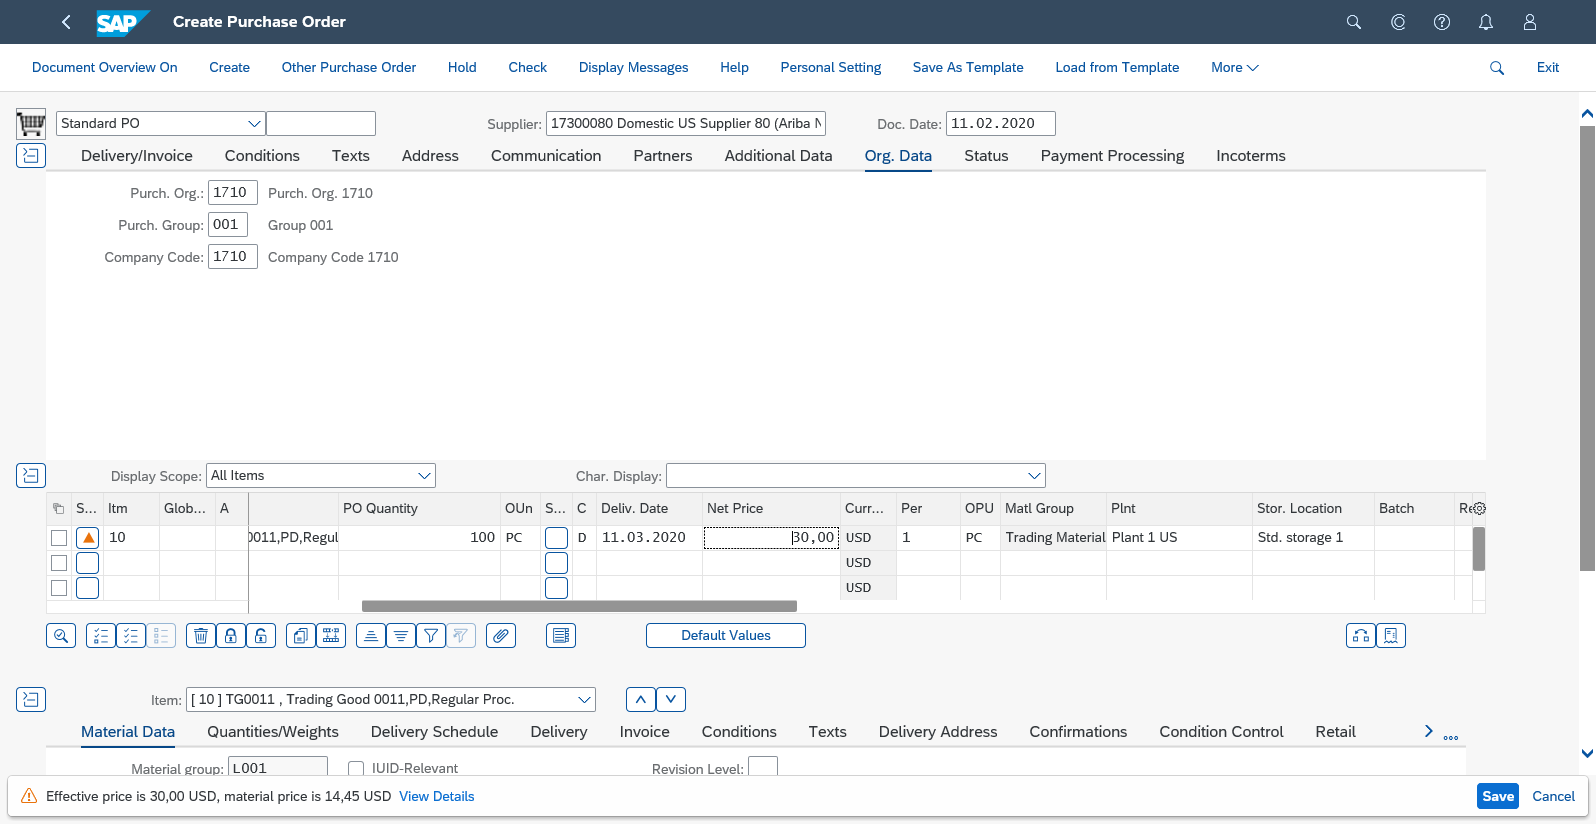 SAP Create Purchase Order
Document Overview On Create Other Purchase Order Hold Check Display Messages Help Personal Setting Save As Template Load from Template More Exit
Standard PO Supplier: 17300080 Domestic US Supplier 80 (Ariba N Doc. Date: 11.02.2020
Delivery/Invoice Conditions Texts Address Communication Partners Additional Data Org. Data Status Payment Processing Incoterms
Purch. Org.: 1710 Purch. Org. 1710
Purch. Group: 001 Group 001
Company Code: 1710 Company Code 1710
Display Scope: All Items Char. Display:
S... Itm Glob... A PO Quantity OUn S... C Deliv. Date Net Price Curr... Per OPU Matl Group Plnt Stor. Location Batch Re
10 0011,PD,Regul 100 PC D 11.03.2020 30,00 USD 1 PC Trading Material Plant 1 US Std. storage 1
USD
USD
Default Values
Item: [ 10 ] TG0011 , Trading Good 0011,PD,Regular Proc.
Material Data Quantities/Weights Delivery Schedule Delivery Invoice Conditions Texts Delivery Address Confirmations Condition Control Retail
Material group: L001 IUID-Relevant Revision Level:
Effective price is 30,00 USD, material price is 14,45 USD View Details Save Cancel